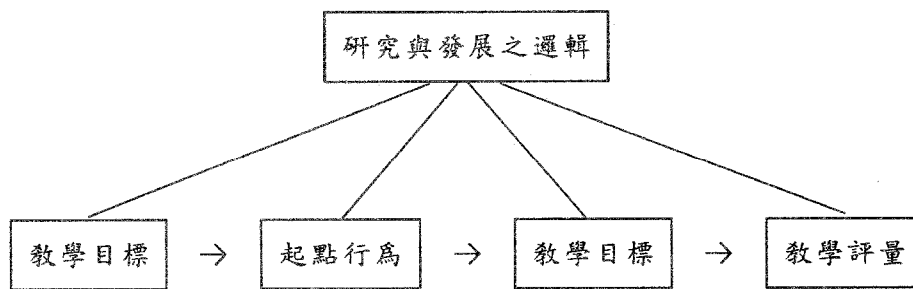 研究與發展之邏輯
教學目標 → 起點行為 → 教學目標 → 教學評量